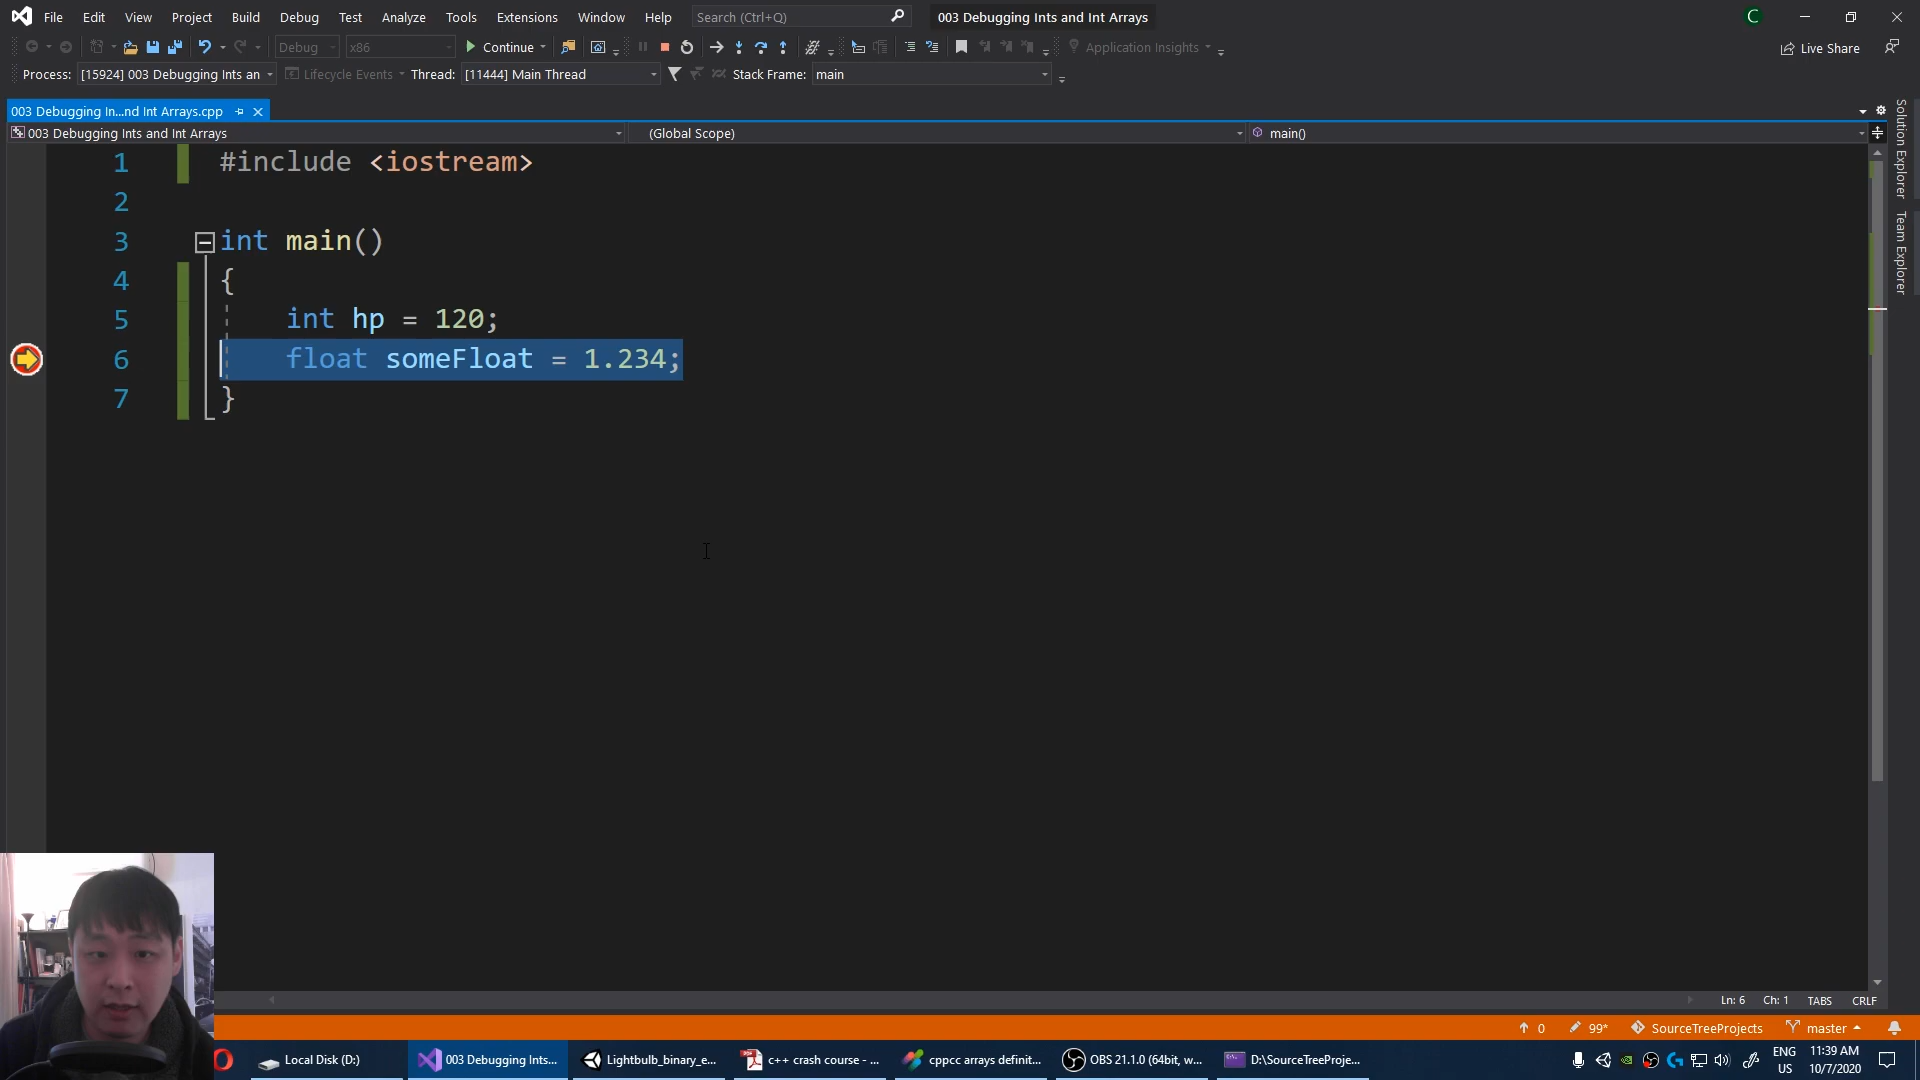 File Edit View Project Build Debug Test Analyze Tools Extensions Window Help Search (Ctrl+Q) 003 Debugging Ints and Int Arrays C
Debug x86 Continue Application Insights Live Share
Process: [15924] 003 Debugging Ints an Lifecycle Events Thread: [11444] Main Thread Stack Frame: main
003 Debugging In...nd Int Arrays.cpp
003 Debugging Ints and Int Arrays (Global Scope) main()
Solution Explorer
Team Explorer
1 #include <iostream>
2
3 int main()
4 {
5 int hp = 120;
6 float someFloat = 1.234;
7 }
Ln: 6 Ch: 1 TABS CRLF
0 99* SourceTreeProjects master
Local Disk (D:) 003 Debugging Ints... Lightbulb_binary_e... c++ crash course - ... cppcc arrays definit... OBS 21.1.0 (64bit, w... D:\SourceTreeProje...
ENG US
11:39 AM
10/7/2020